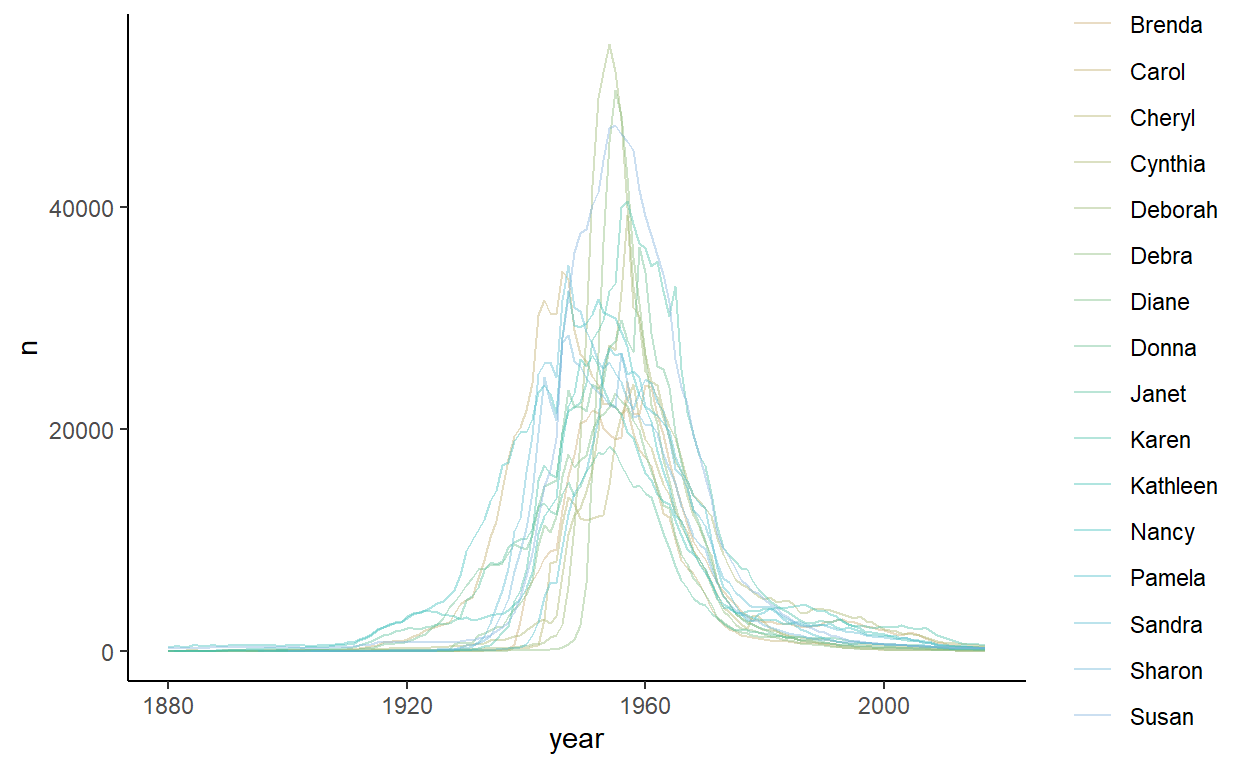 n
40000
20000
0
1880 1920 1960 2000
year
Brenda
Carol
Cheryl
Cynthia
Deborah
Debra
Diane
Donna
Janet
Karen
Kathleen
Nancy
Pamela
Sandra
Sharon
Susan